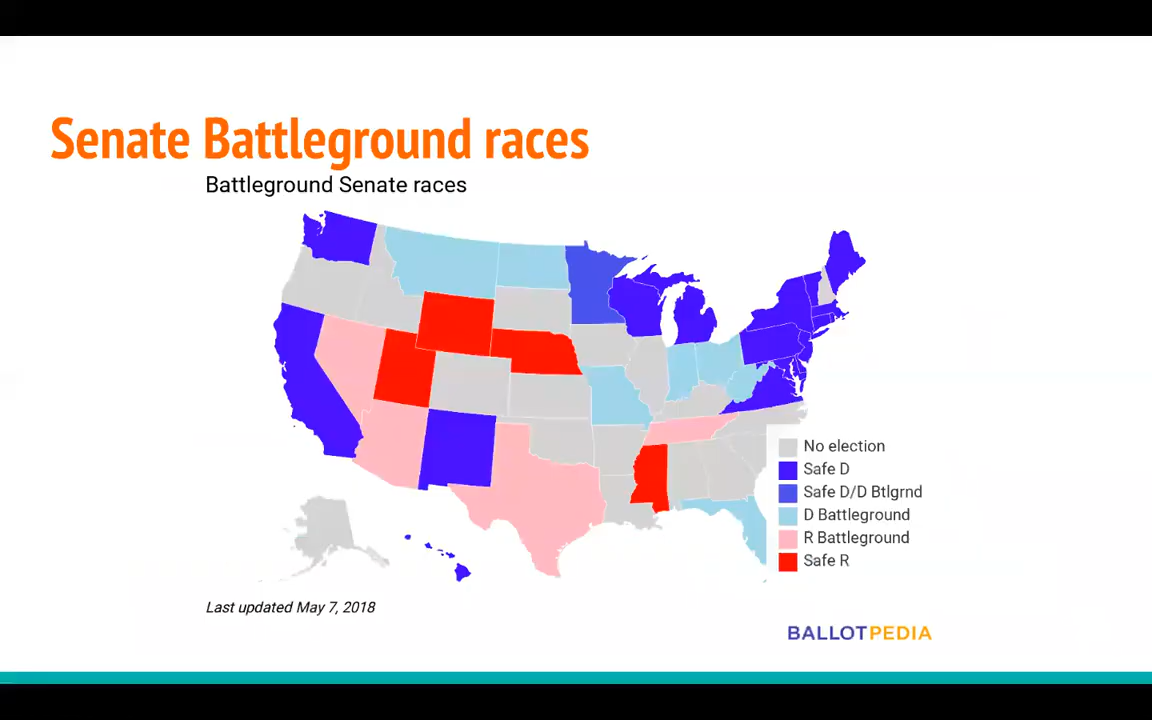 Senate Battleground races
Battleground Senate races
No election
Safe D
Safe D/D Btlgrnd
D Battleground
R Battleground
Safe R
Last updated May 7, 2018
BALLOTPEDIA